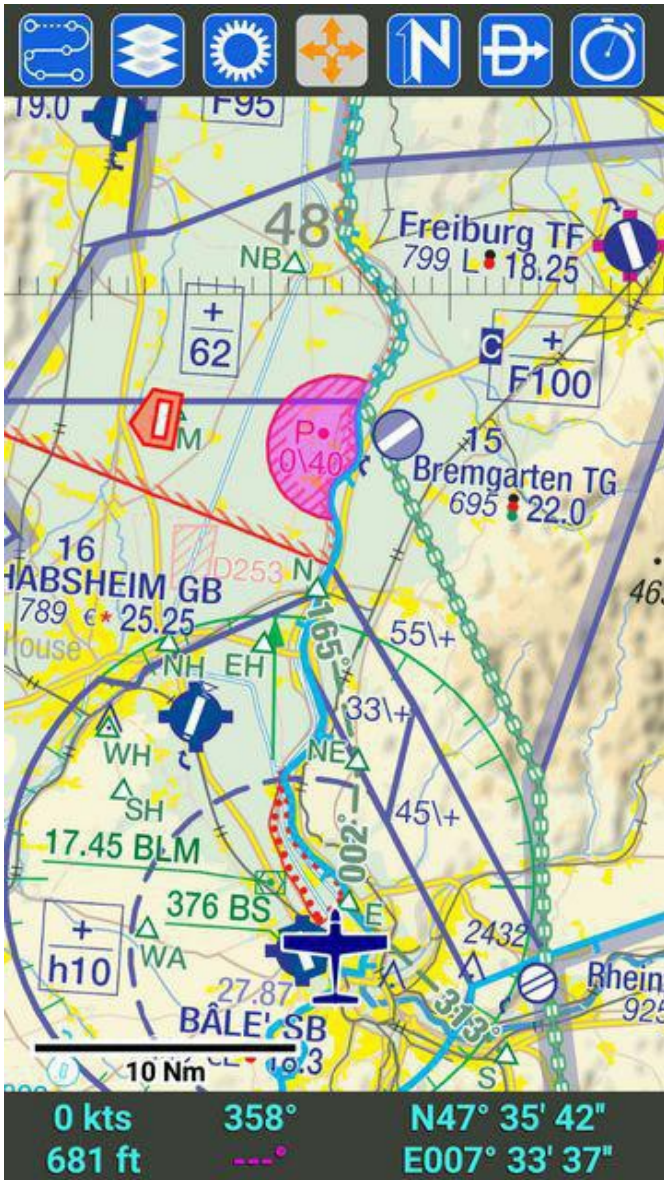 N
D
19.0
F95
48°
Freiburg TF
799 L 18.25
NB
+
62
C
+
F100
M
P
0\40
15
Bremgarten TG
695 22.0
D253
N
16
HABSHEIM GB
789 €* 25.25
house
165°
55\+
NH
EH
33\+
WH
NE
SH
45\+
17.45 BLM
002°
376 BS
E
+
h10
WA
2432
27.87
Rhein
925
BÂLE' SB
313°
10 Nm
S
0 kts
358°
N47° 35' 42"
681 ft
---°
E007° 33' 37"